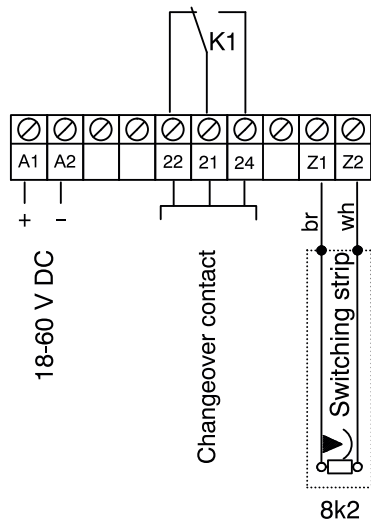 K1
A1 A2 22 21 24 Z1 Z2
+ -
18-60 V DC
Changeover contact
br wh
Switching strip
8k2